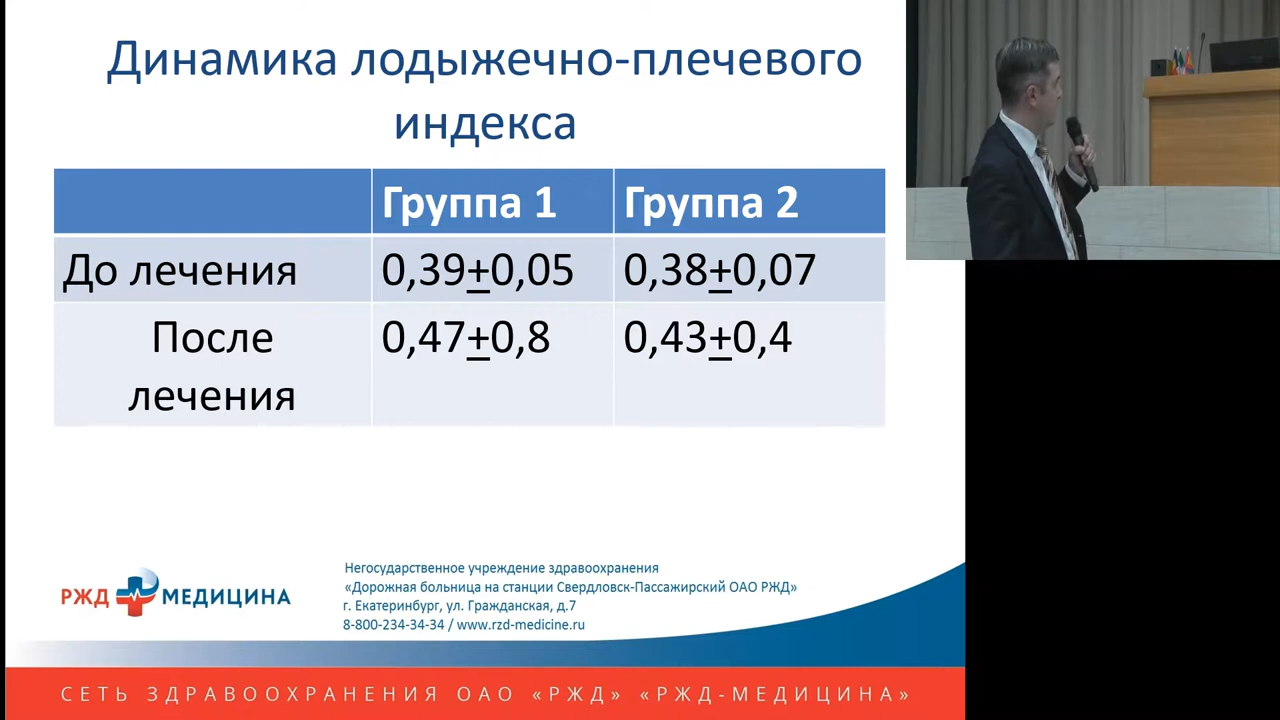 Динамика лодыжечно-плечевого
индекса
Группа 1 Группа 2
До лечения 0,39±0,05 0,38±0,07
После
лечения 0,47±0,8 0,43±0,4
Негосударственное учреждение здравоохранения
«Дорожная больница на станции Свердловск-Пассажирский ОАО РЖД»
г. Екатеринбург, ул. Гражданская, д.7
8-800-234-34-34 / www.rzd-medicine.ru
РЖД МЕДИЦИНА
СЕТЬ ЗДРАВООХРАНЕНИЯ ОАО «РЖД» «РЖД-МЕДИЦИНА»